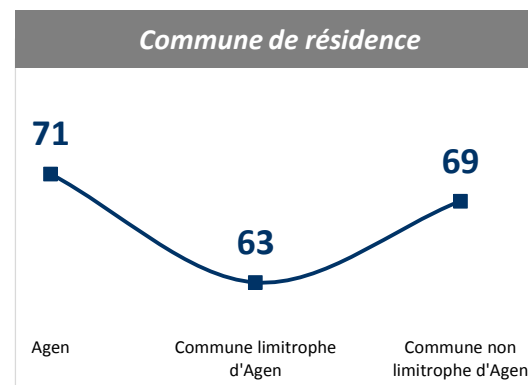 Commune de résidence
71
63
69
Agen
Commune limitrophe
d'Agen
Commune non
limitrophe d'Agen